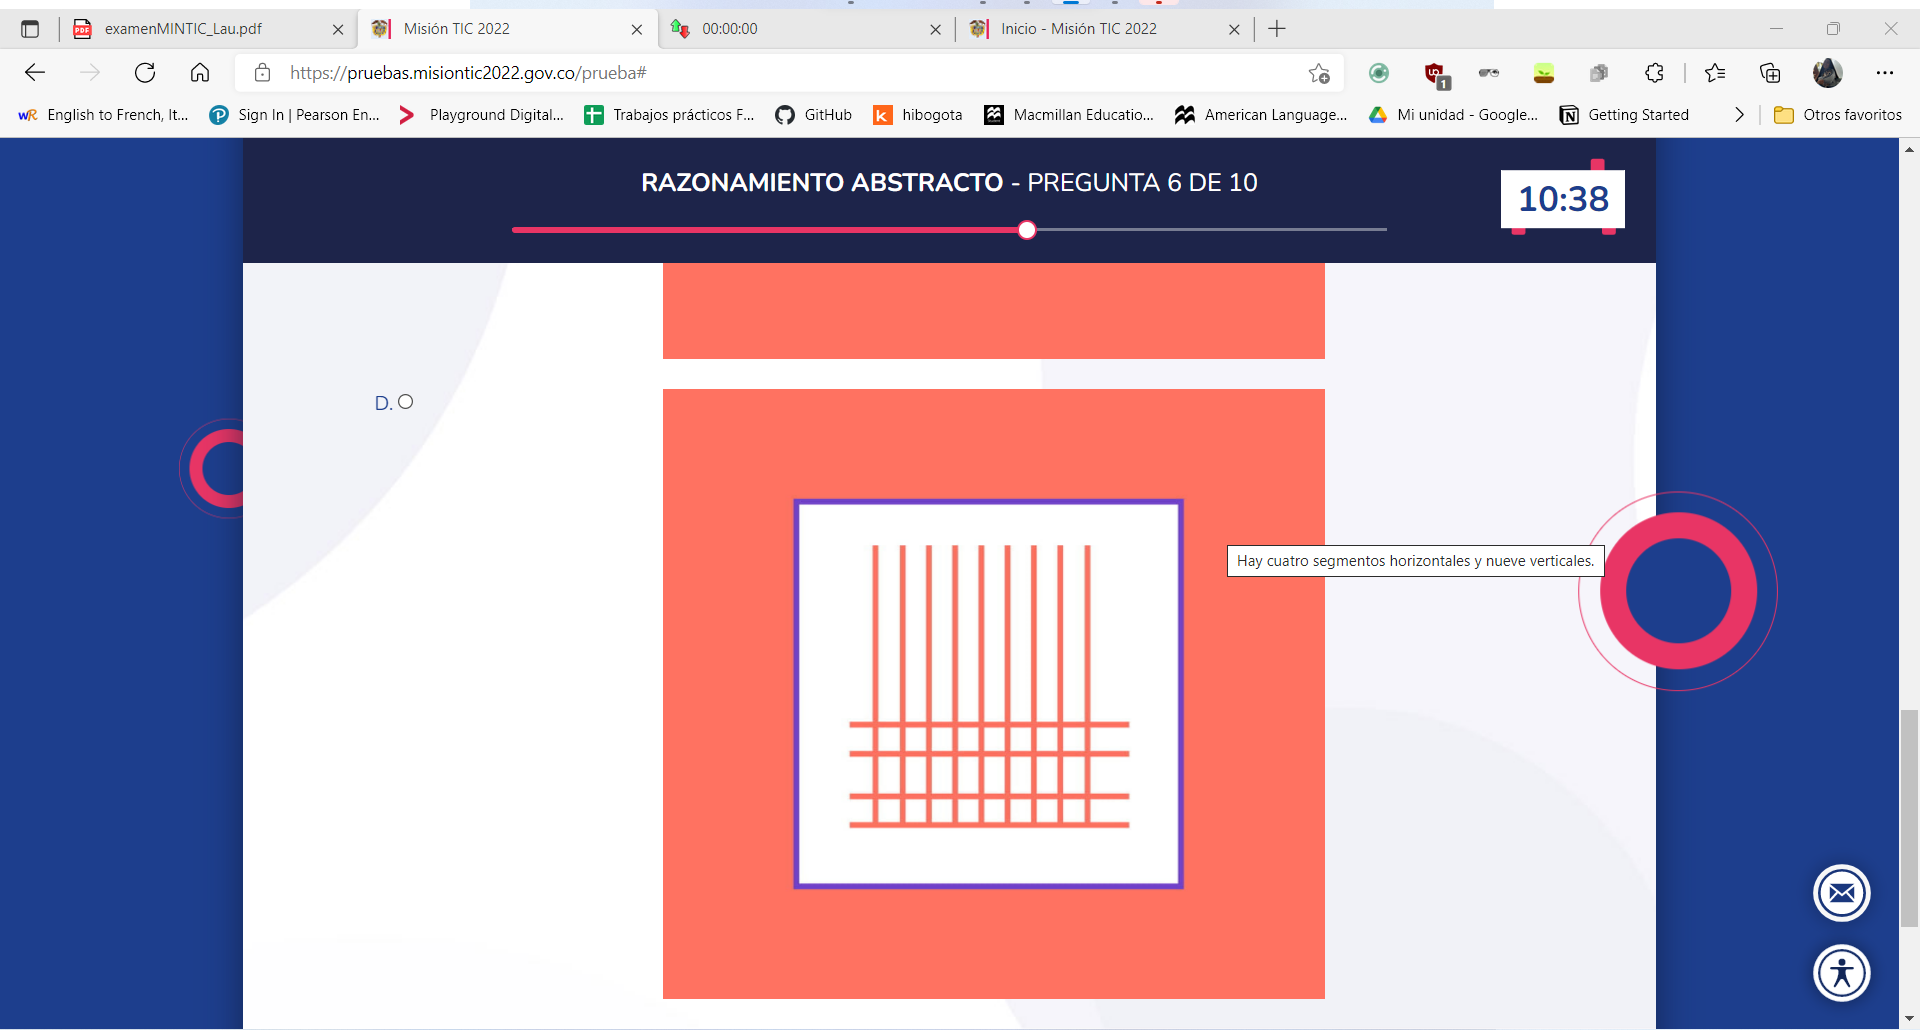 examenMINTIC_Lau.pdf
Misión TIC 2022
00:00:00
Inicio - Misión TIC 2022
https://pruebas.misiontic2022.gov.co/prueba#
1
English to French, It...
Sign In | Pearson En...
Playground Digital...
Trabajos prácticos F...
GitHub
hibogota
Macmillan Educatio...
American Language...
Mi unidad - Google...
Getting Started
Otros favoritos
RAZONAMIENTO ABSTRACTO - PREGUNTA 6 DE 10
10:38
D.
Hay cuatro segmentos horizontales y nueve verticales.